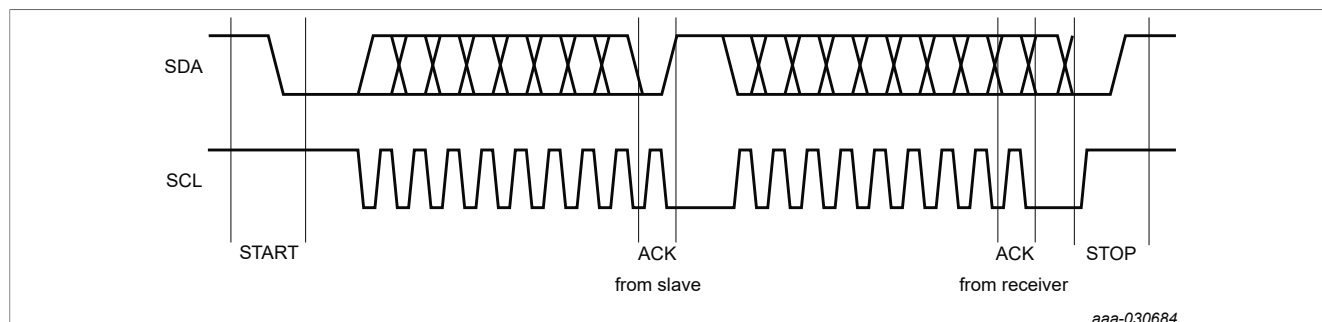 SDA
SCL
START
ACK
from slave
ACK
from receiver
STOP
aaa-030684